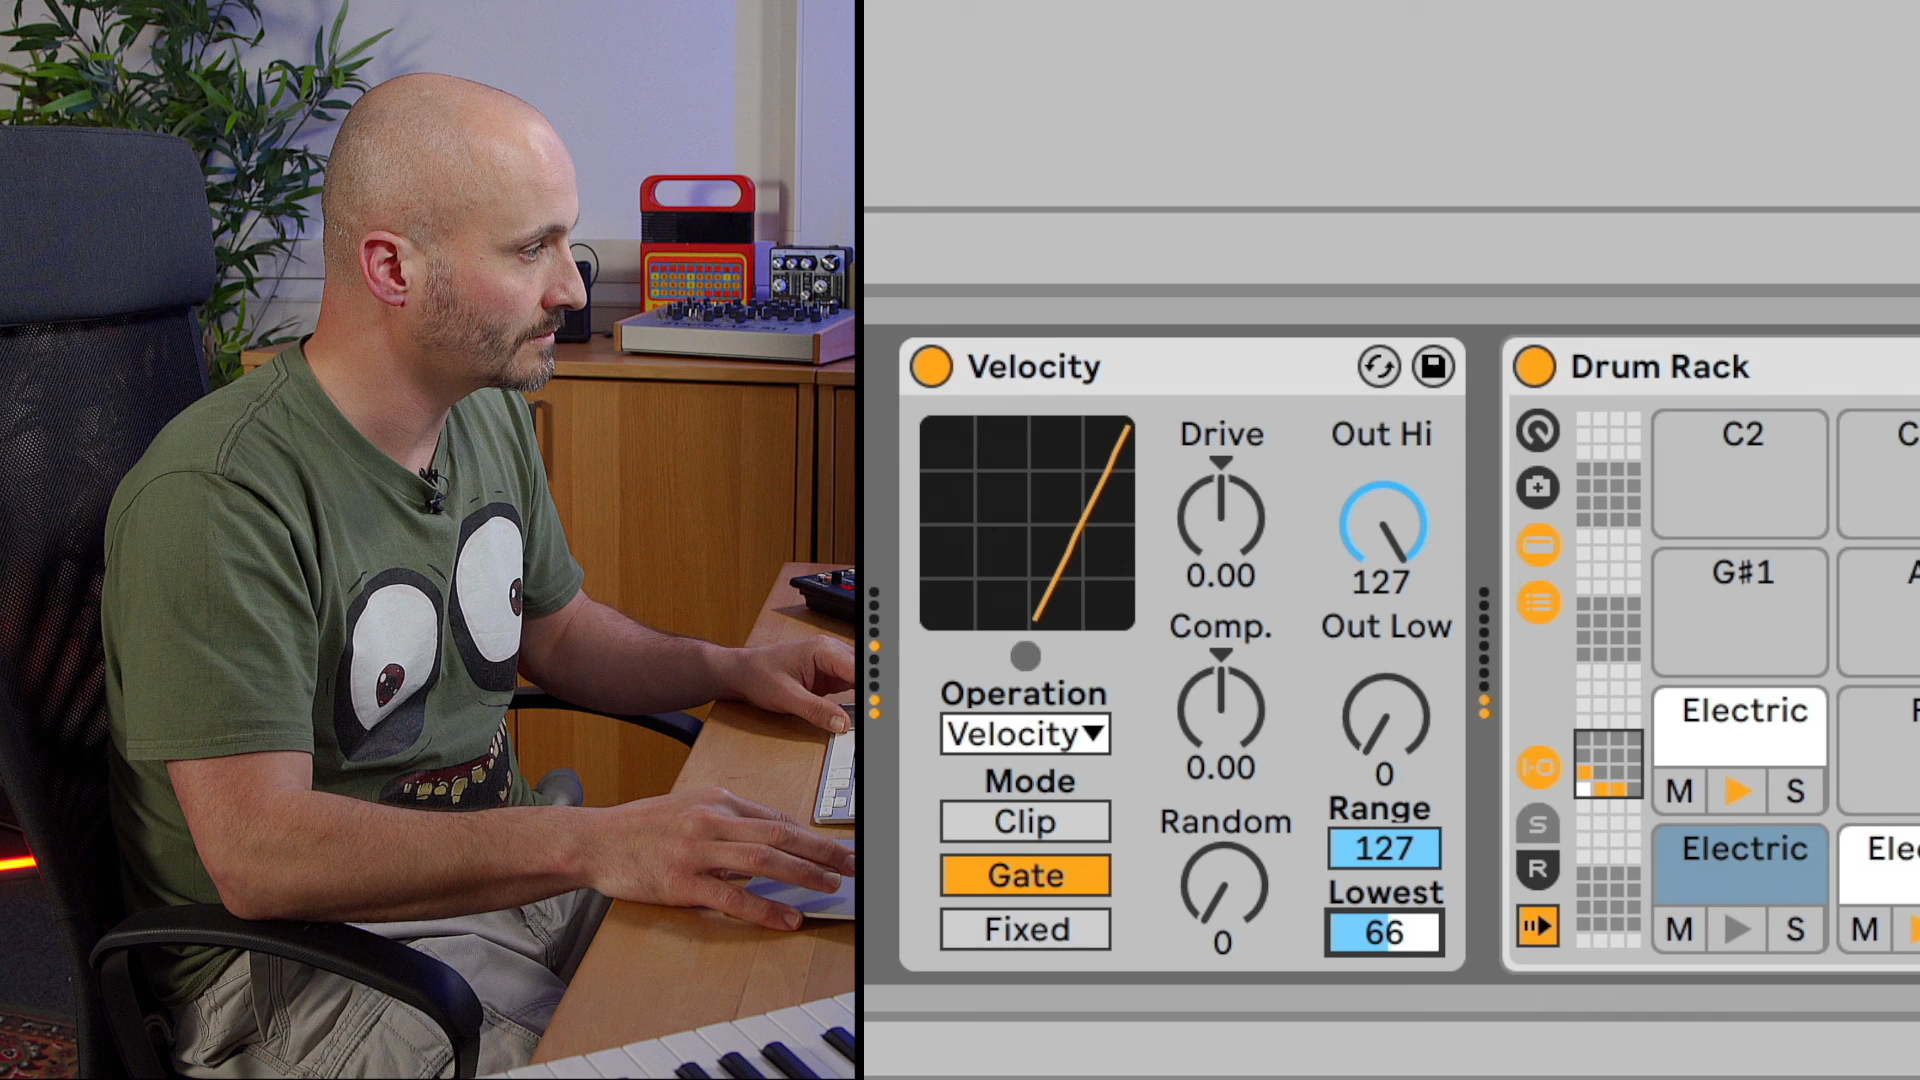 Velocity
Drum Rack
Drive
Out Hi
C2
0.00
127
G#1
Comp.
Out Low
Operation
Electric
Velocity
0.00
0
Mode
M
S
Clip
Random
Range
127
Electric
Gate
Lowest
Fixed
0
66
M
S
M
S
R